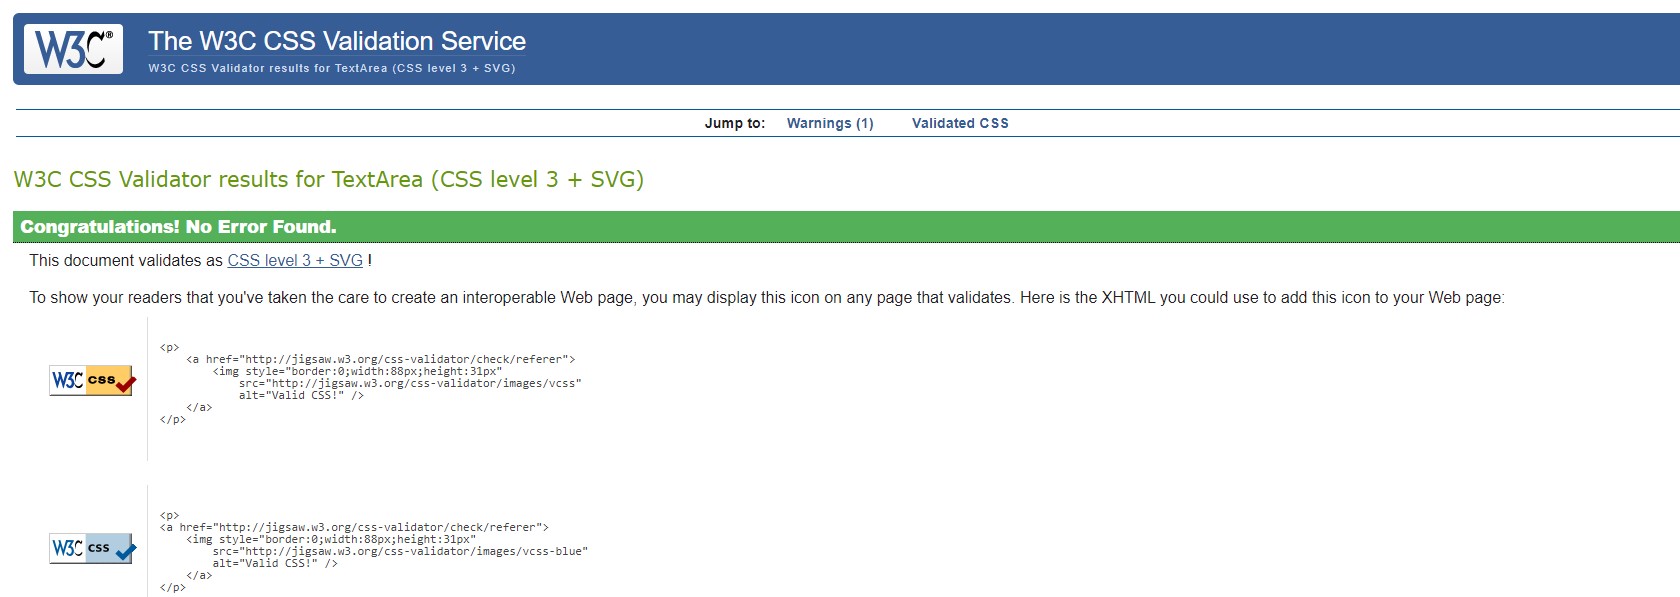 W3C® The W3C CSS Validation Service
W3C CSS Validator results for TextArea (CSS level 3 + SVG)
Jump to: Warnings (1) Validated CSS
W3C CSS Validator results for TextArea (CSS level 3 + SVG)
Congratulations! No Error Found.
This document validates as CSS level 3 + SVG !
To show your readers that you've taken the care to create an interoperable Web page, you may display this icon on any page that validates. Here is the XHTML you could use to add this icon to your Web page:
<p>
<a href="http://jigsaw.w3.org/css-validator/check/referer">
<img style="border:0;width:88px;height:31px"
W3C css
src="http://jigsaw.w3.org/css-validator/images/vcss"
alt="Valid CSS!" />
</a>
</p>
<p>
<a href="http://jigsaw.w3.org/css-validator/check/referer">
<img style="border:0;width:88px;height:31px"
W3C css
src="http://jigsaw.w3.org/css-validator/images/vcss-blue"
alt="Valid CSS!" />
</a>
</p>